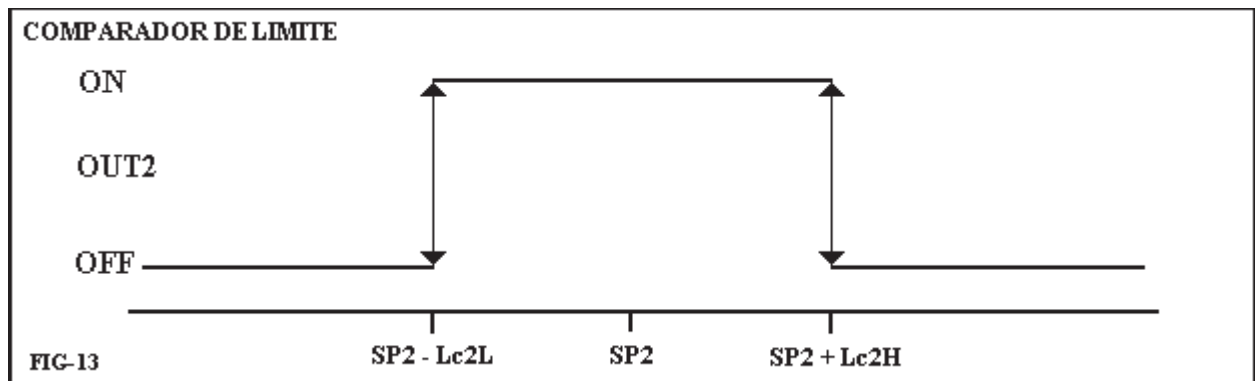 COMPARADOR DE LIMITE
ON
OUT2
OFF
SP2 - Lc2L
SP2
SP2 + Lc2H
FIG-13